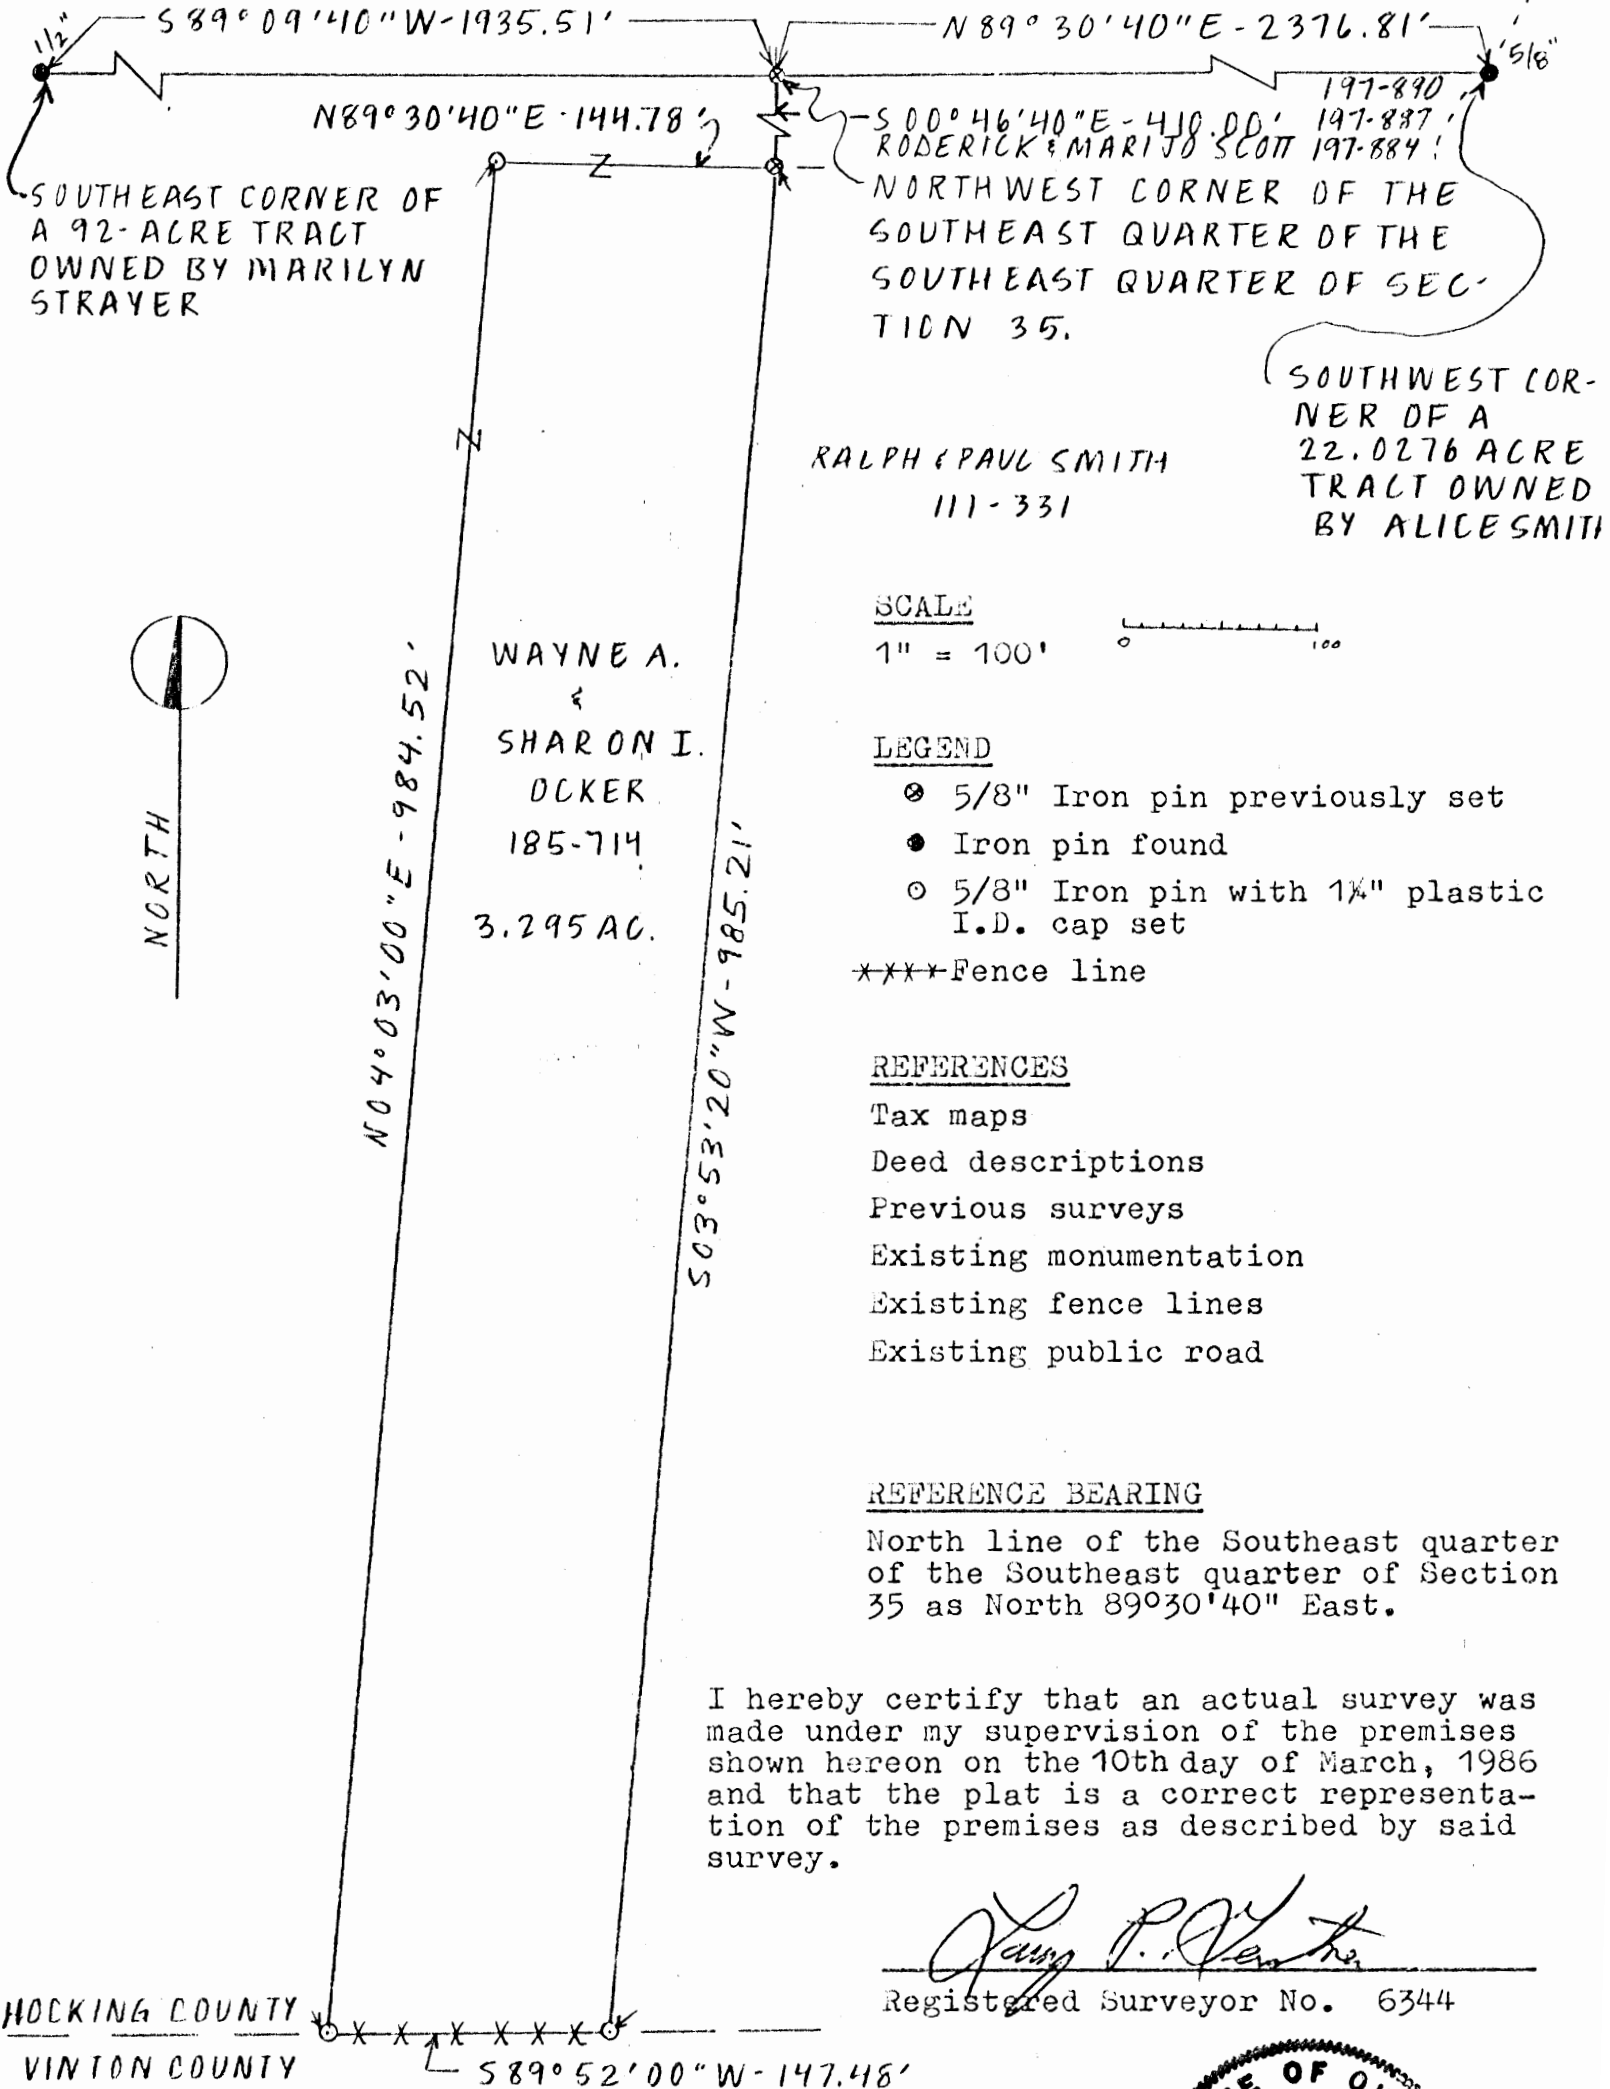 S89°09'40"W-1935.51'
N89°30'40"E-2376.81'
1/2"
5/8"
197-890
N89°30'40"E-144.78'
S00°46'40"E-410.00'
197-887
RODERICK & MARIJO SCOTT 197-884
SOUTHEAST CORNER OF
A 92-ACRE TRACT
OWNED BY MARILYN
STRAYER
NORTHWEST CORNER OF THE
SOUTHEAST QUARTER OF THE
SOUTHEAST QUARTER OF SEC-
TION 35.
SOUTHWEST COR-
NER OF A
22.0276 ACRE
TRACT OWNED
BY ALICE SMITH
RALPH & PAUL SMITH
111-331
SCALE
1" = 100'
0 100
WAYNE A.
&
SHARON I.
OCKER
185-714
3.295 AC.
N04°03'00"E-984.52'
S03°53'20"W-985.21'
NORTH
LEGEND
5/8" Iron pin previously set
Iron pin found
5/8" Iron pin with 1¼" plastic
I.D. cap set
Fence line
REFERENCES
Tax maps
Deed descriptions
Previous surveys
Existing monumentation
Existing fence lines
Existing public road
REFERENCE BEARING
North line of the Southeast quarter
of the Southeast quarter of Section
35 as North 89°30'40" East.
I hereby certify that an actual survey was
made under my supervision of the premises
shown hereon on the 10th day of March, 1986
and that the plat is a correct representa-
tion of the premises as described by said
survey.
Registered Surveyor No. 6344
HOCKING COUNTY
VINTON COUNTY
S89°52'00"W-147.48'
E OF O